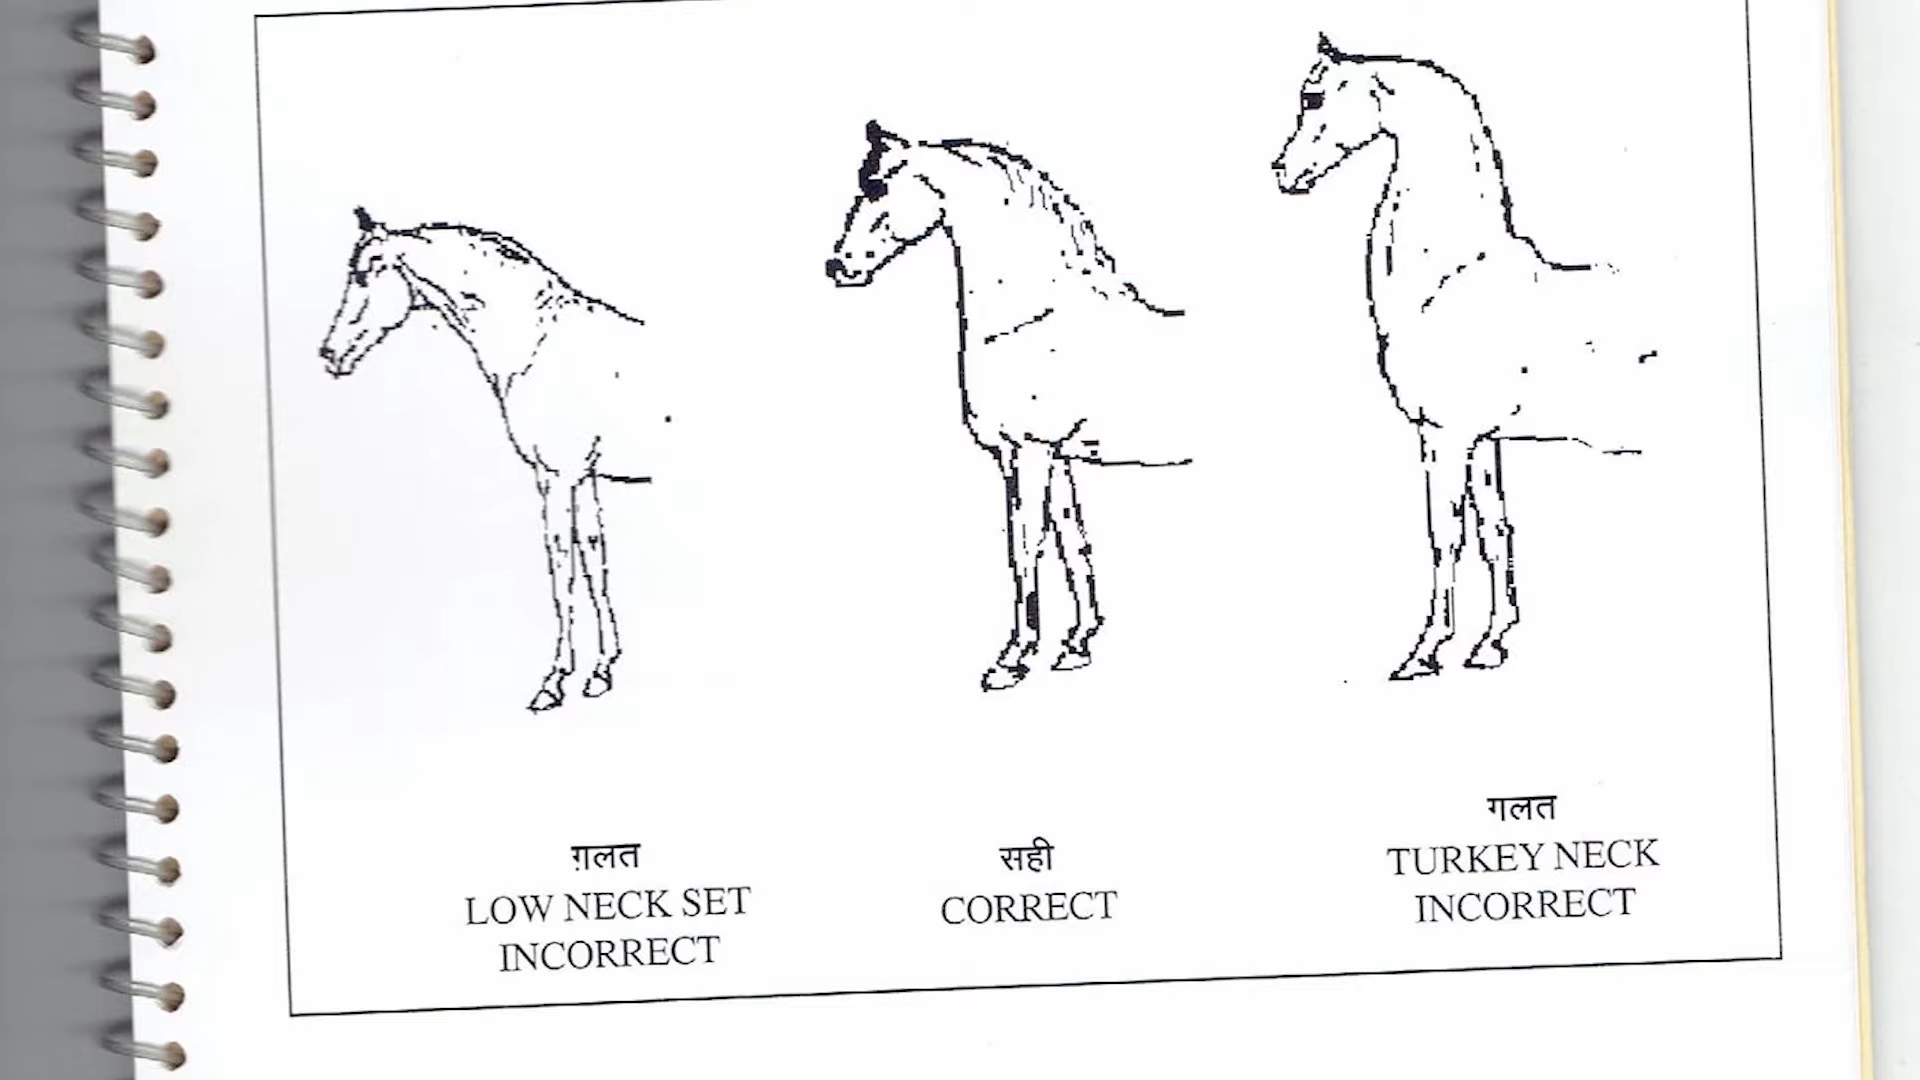 ग़लत
LOW NECK SET
INCORRECT
सही
CORRECT
गलत
TURKEY NECK
INCORRECT